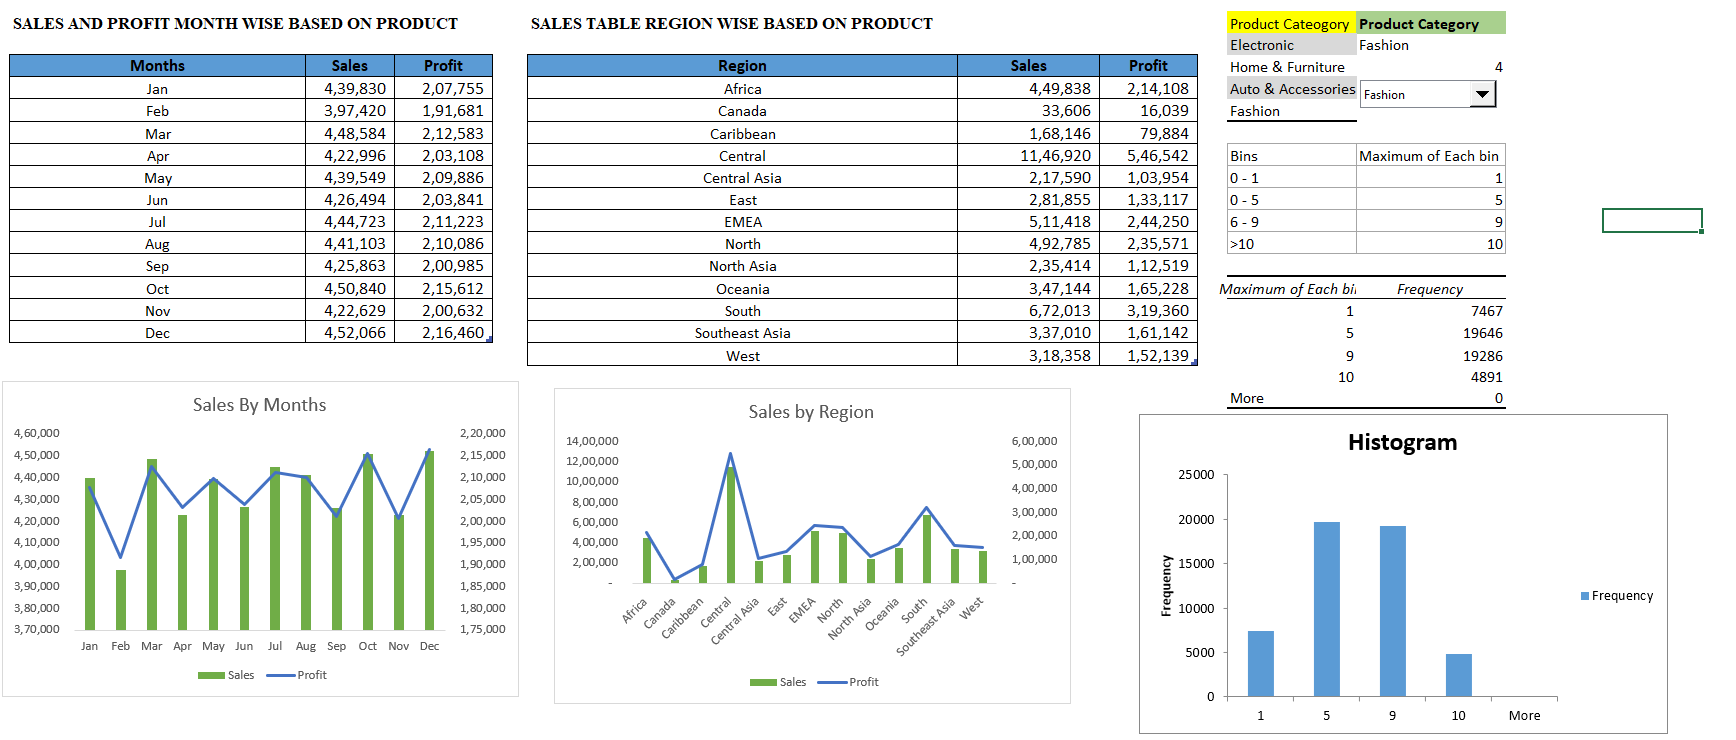 SALES AND PROFIT MONTH WISE BASED ON PRODUCT
Months Sales Profit
Jan 4,39,830 2,07,755
Feb 3,97,420 1,91,681
Mar 4,48,584 2,12,583
Apr 4,22,996 2,03,108
May 4,39,549 2,09,886
Jun 4,26,494 2,03,841
Jul 4,44,723 2,11,223
Aug 4,41,103 2,10,086
Sep 4,25,863 2,00,985
Oct 4,50,840 2,15,612
Nov 4,22,629 2,00,632
Dec 4,52,066 2,16,460
SALES TABLE REGION WISE BASED ON PRODUCT
Region Sales Profit
Africa 4,49,838 2,14,108
Canada 33,606 16,039
Caribbean 1,68,146 79,884
Central 11,46,920 5,46,542
Central Asia 2,17,590 1,03,954
East 2,81,855 1,33,117
EMEA 5,11,418 2,44,250
North 4,92,785 2,35,571
North Asia 2,35,414 1,12,519
Oceania 3,47,144 1,65,228
South 6,72,013 3,19,360
Southeast Asia 3,37,010 1,61,142
West 3,18,358 1,52,139
Product Cateogory Product Category
Electronic Fashion
Home & Furniture 4
Auto & Accessories Fashion
Fashion
Bins Maximum of Each bin
0 - 1 1
0 - 5 5
6 - 9 9
>10 10
Maximum of Each bi Frequency
1 7467
5 19646
9 19286
10 4891
More 0
Sales By Months
4,60,000 2,20,000
4,50,000 2,15,000
4,40,000 2,10,000
4,30,000 2,05,000
4,20,000 2,00,000
4,10,000 1,95,000
4,00,000 1,90,000
3,90,000 1,85,000
3,80,000 1,80,000
3,70,000 1,75,000
Jan Feb Mar Apr May Jun Jul Aug Sep Oct Nov Dec
Sales Profit
Sales by Region
14,00,000 6,00,000
12,00,000 5,00,000
10,00,000 4,00,000
8,00,000 3,00,000
6,00,000 2,00,000
4,00,000 1,00,000
2,00,000 -
-
Africa Canada Caribbean Central Central Asia East EMEA North North Asia Oceania South Southeast Asia West
Sales Profit
Histogram
Frequency
25000
20000
15000
10000
5000
0
1 5 9 10 More
Frequency